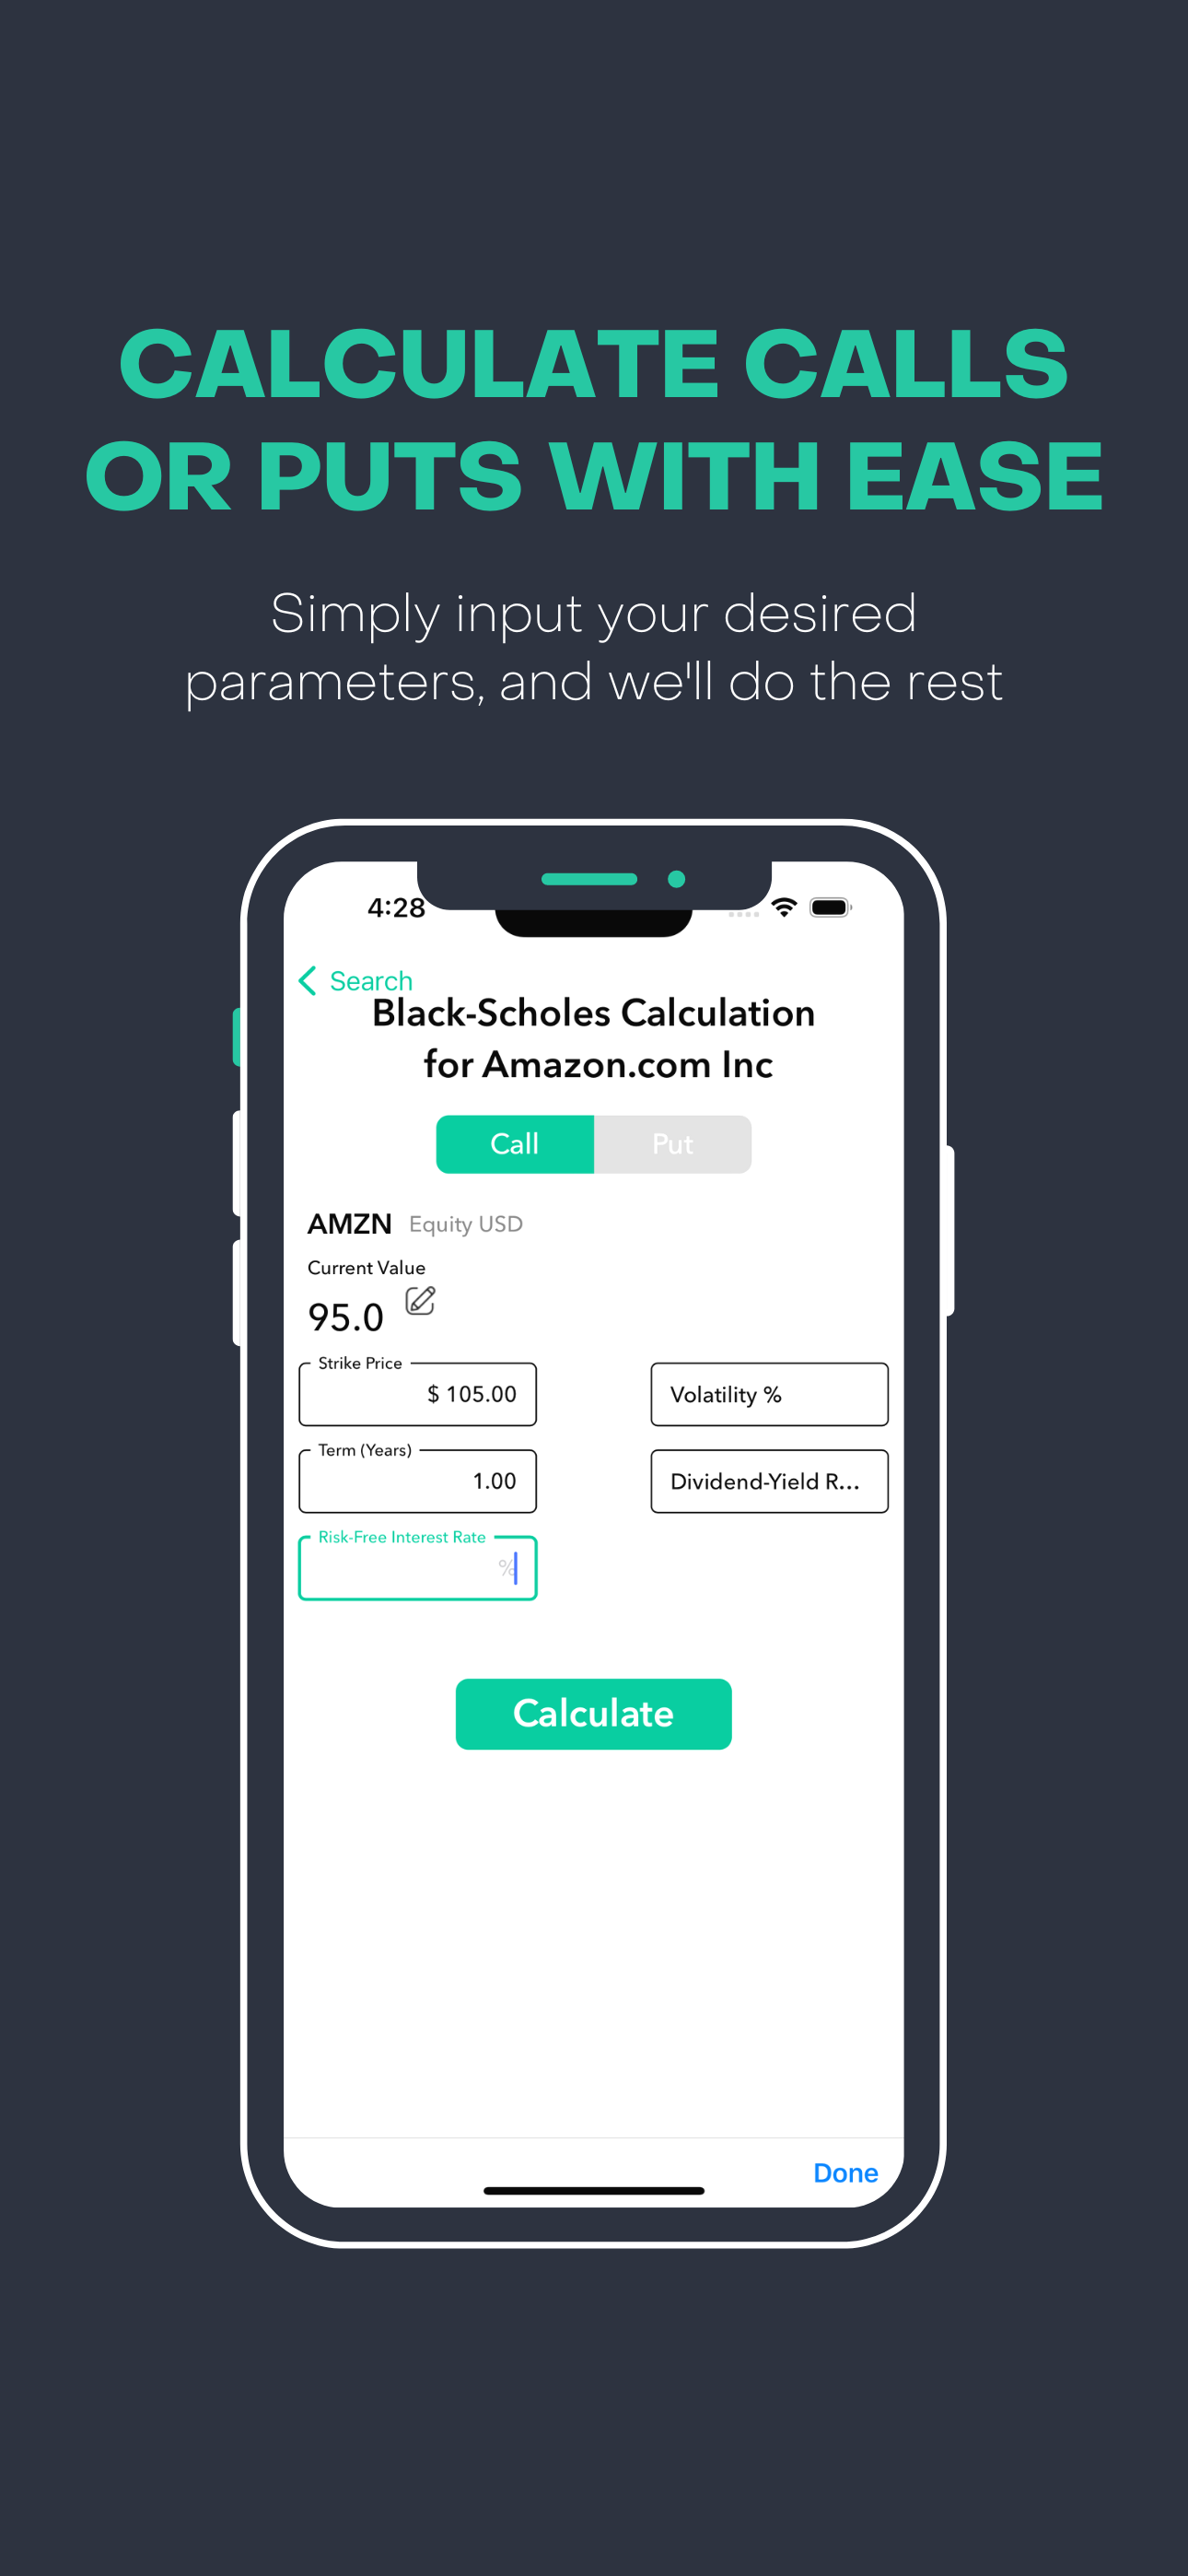 CALCULATE CALLS
OR PUTS WITH EASE
Simply input your desired
parameters, and we'll do the rest
4:28
Search
Black-Scholes Calculation
for Amazon.com Inc
Call Put
AMZN Equity USD
Current Value
95.0
Strike Price
$ 105.00
Volatility %
Term (Years)
1.00
Dividend-Yield R...
Risk-Free Interest Rate
%
Calculate
Done